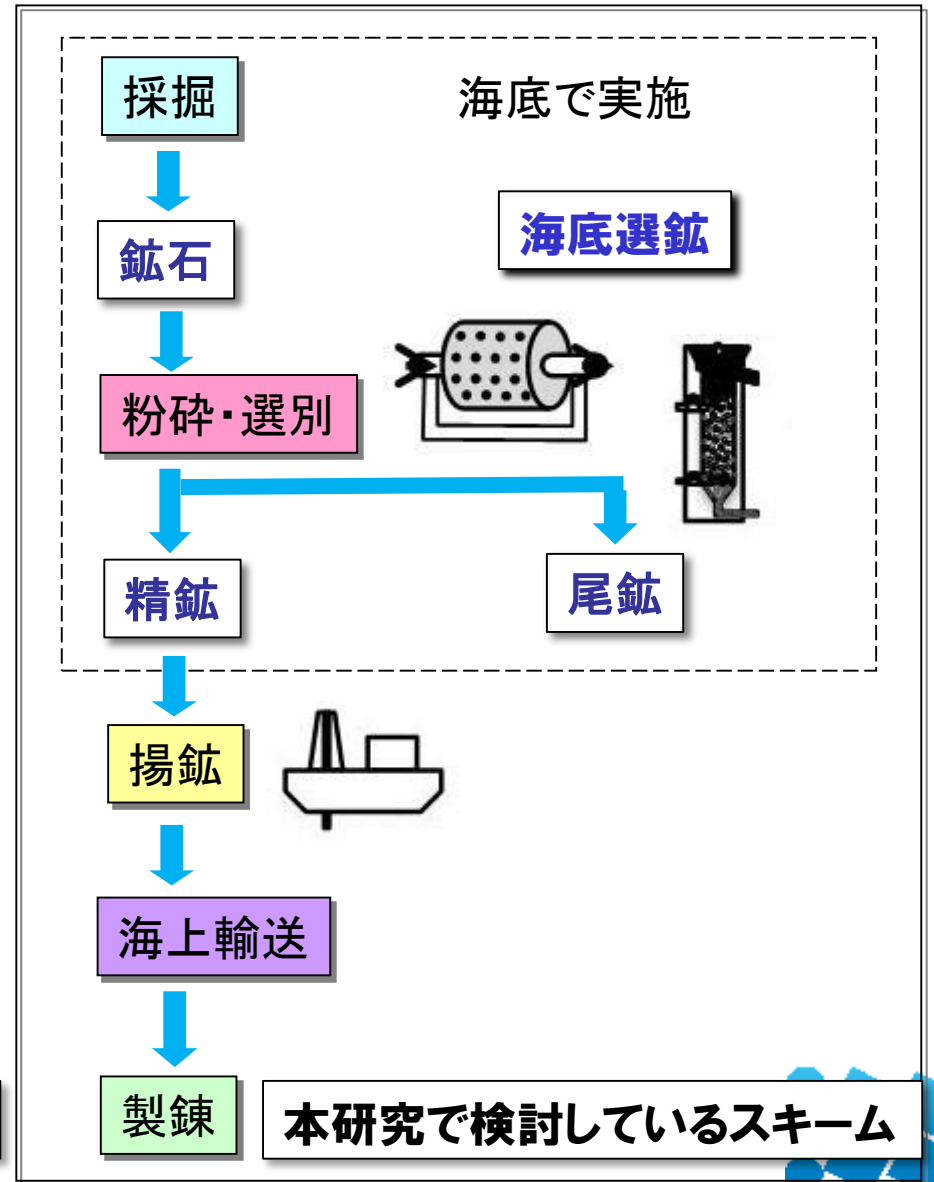 採掘
海底で実施
海底選鉱
鉱石
粉砕・選別
精鉱
尾鉱
揚鉱
海上輸送
製錬
本研究で検討しているスキーム